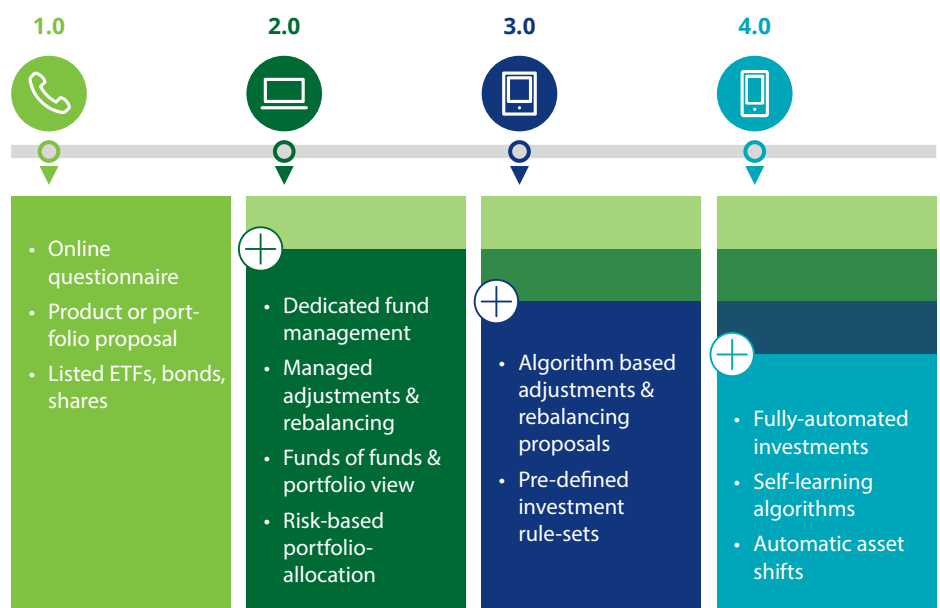 1.0
2.0
3.0
4.0
• Online
questionnaire
• Product or port-
folio proposal
• Listed ETFs, bonds,
shares
• Dedicated fund
management
• Managed
adjustments &
rebalancing
• Funds of funds &
portfolio view
• Risk-based
portfolio-
allocation
• Algorithm based
adjustments &
rebalancing
proposals
• Pre-defined
investment
rule-sets
• Fully-automated
investments
• Self-learning
algorithms
• Automatic asset
shifts